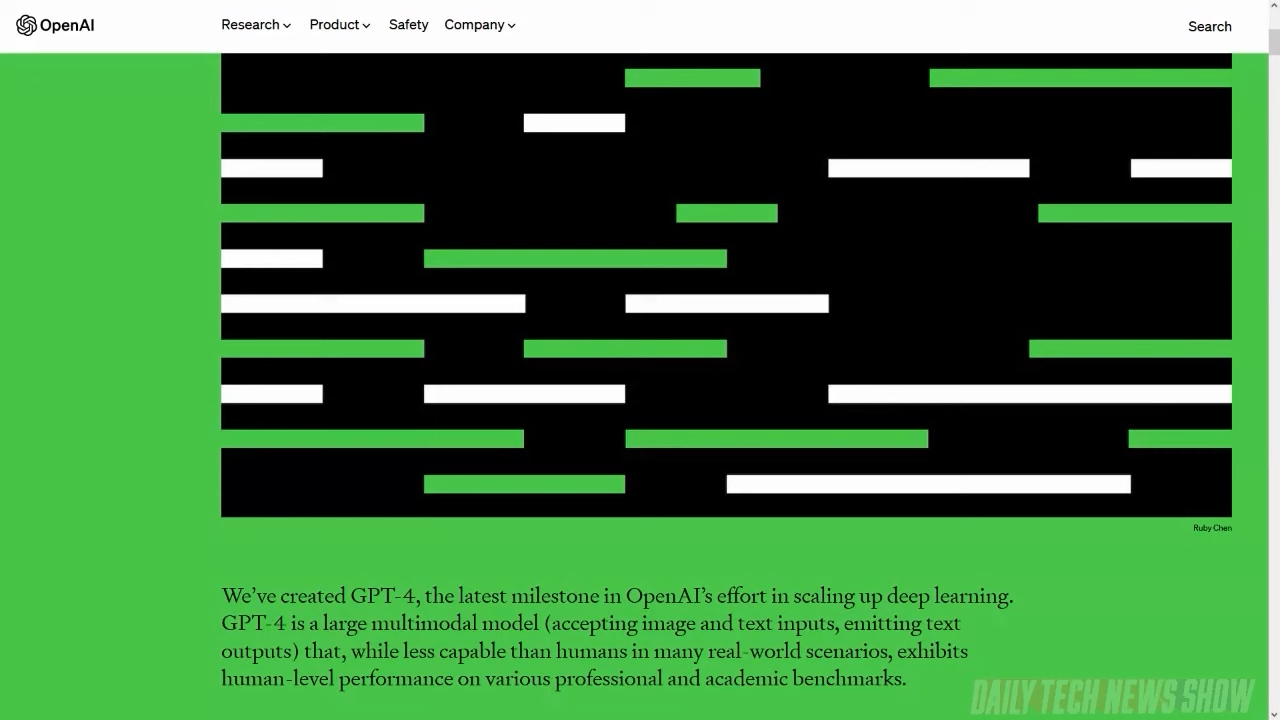 OpenAI
Research Product Safety Company Search
Ruby Chen
We've created GPT-4, the latest milestone in OpenAI's effort in scaling up deep learning.
GPT-4 is a large multimodal model (accepting image and text inputs, emitting text
outputs) that, while less capable than humans in many real-world scenarios, exhibits
human-level performance on various professional and academic benchmarks.
DAILY TECH NEWS SHOW